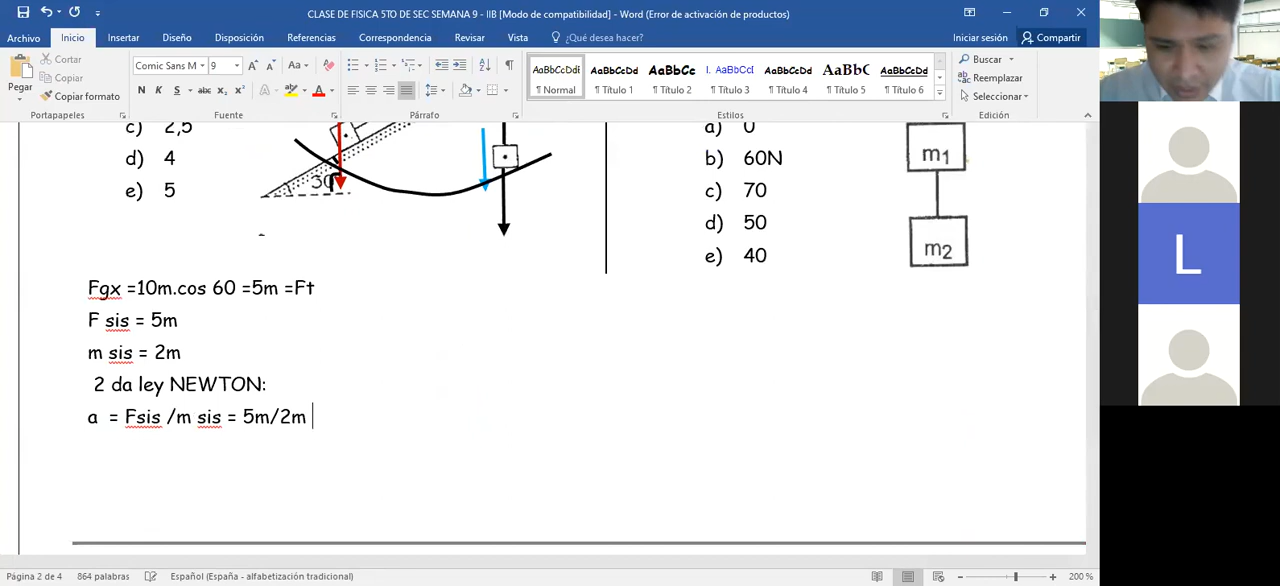 CLASE DE FISICA 5TO DE SEC SEMANA 9 - IIB [Modo de compatibilidad] - Word (Error de activación de productos)
Archivo Inicio Insertar Diseño Disposición Referencias Correspondencia Revisar Vista ¿Qué desea hacer? Iniciar sesión Compartir
Pegar
Cortar
Copiar
Copiar formato
Portapapeles
Comic Sans M 9
N K S abc x₂ x²
Fuente
Párrafo
AaBbCcDdE AaBbCcDd AaBbCc I. AaBbCcI AaBbCcDd AaBbC AaBbCcDd
¶ Normal ¶ Título 1 ¶ Título 2 ¶ Título 3 ¶ Título 4 ¶ Título 5 ¶ Título 6
Estilos
Buscar
Reemplazar
Seleccionar
Edición
c) 2,5
d) 4
e) 5
30
a) 0
b) 60N
c) 70
d) 50
e) 40
m1
m2
Fgx =10m.cos 60 =5m =Ft
F sis = 5m
m sis = 2m
2 da ley NEWTON:
a = Fsis /m sis = 5m/2m
L
Página 2 de 4 864 palabras Español (España - alfabetización tradicional) 200 %